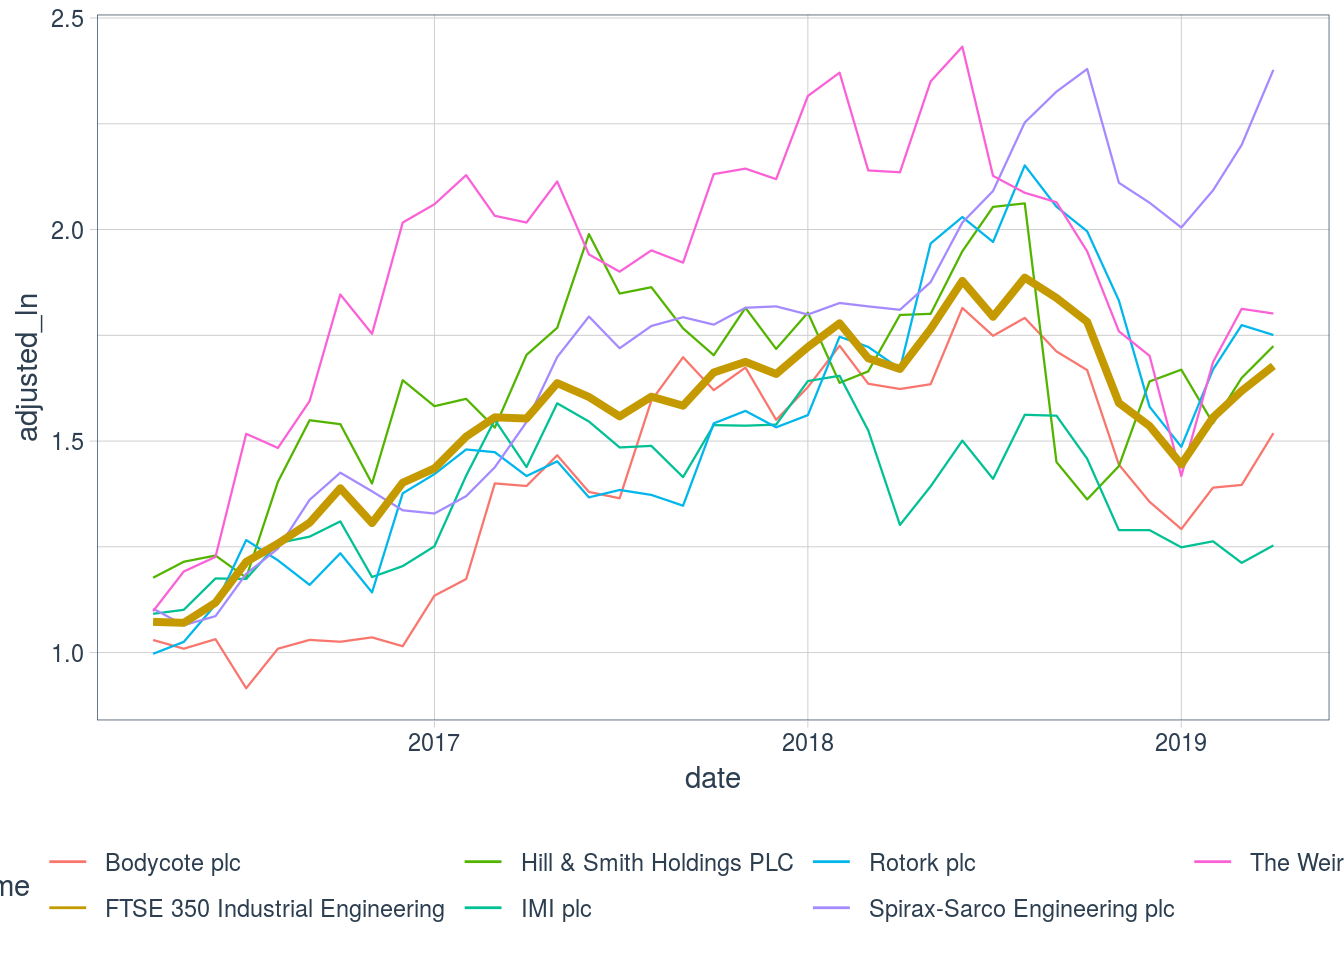 2.5
2.0
1.5
1.0
adjusted_ln
2017 2018 2019
date
me
Bodycote plc Hill & Smith Holdings PLC Rotork plc The Weir
FTSE 350 Industrial Engineering IMI plc Spirax-Sarco Engineering plc